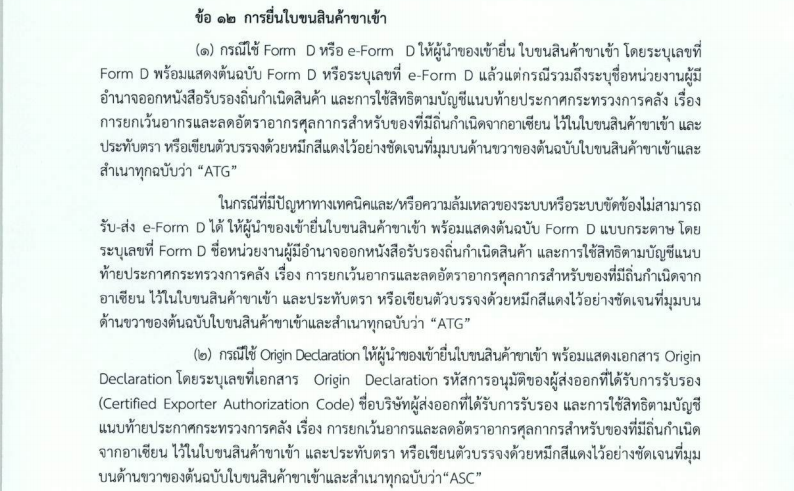 ข้อ ๑๒ การยื่นใบขนสินค้าขาเข้า
(๑) กรณีใช้ Form D หรือ e-Form D ให้ผู้นำของเข้ายื่น ใบขนสินค้าขาเข้า โดยระบุเลขที่
Form D พร้อมแสดงต้นฉบับ Form D หรือระบุเลขที่ e-Form D แล้วแต่กรณีรวมถึงระบุชื่อหน่วยงานผู้มี
อำนาจออกหนังสือรับรองถิ่นกำเนิดสินค้า และการใช้สิทธิตามบัญชีแนบท้ายประกาศกระทรวงการคลัง เรื่อง
การยกเว้นอากรและลดอัตราอากรศุลกากรสำหรับของที่มีถิ่นกำเนิดจากอาเซียน ไว้ในใบขนสินค้าขาเข้า และ
ประทับตรา หรือเขียนตัวบรรจงด้วยหมึกสีแดงไว้อย่างชัดเจนที่มุมบนด้านขวาของต้นฉบับใบขนสินค้าขาเข้าและ
สำเนาทุกฉบับว่า “ATG”
ในกรณีที่มีปัญหาทางเทคนิคและ/หรือความล้มเหลวของระบบหรือระบบขัดข้องไม่สามารถ
รับ-ส่ง e-Form D ได้ ให้ผู้นำของเข้ายื่นใบขนสินค้าขาเข้า พร้อมแสดงต้นฉบับ Form D แบบกระดาษ โดย
ระบุเลขที่ Form D ชื่อหน่วยงานผู้มีอำนาจออกหนังสือรับรองถิ่นกำเนิดสินค้า และการใช้สิทธิตามบัญชีแนบ
ท้ายประกาศกระทรวงการคลัง เรื่อง การยกเว้นอากรและลดอัตราอากรศุลกากรสำหรับของที่มีถิ่นกำเนิดจาก
อาเซียน ไว้ในใบขนสินค้าขาเข้า และประทับตรา หรือเขียนตัวบรรจงด้วยหมึกสีแดงไว้อย่างชัดเจนที่มุมบน
ด้านขวาของต้นฉบับใบขนสินค้าขาเข้าและสำเนาทุกฉบับว่า “ATG”
(๒) กรณีใช้ Origin Declaration ให้ผู้นำของเข้ายื่นใบขนสินค้าขาเข้า พร้อมแสดงเอกสาร Origin
Declaration โดยระบุเลขที่เอกสาร Origin Declaration รหัสการอนุมัติของผู้ส่งออกที่ได้รับการรับรอง
(Certified Exporter Authorization Code) ชื่อบริษัทผู้ส่งออกที่ได้รับการรับรอง และการใช้สิทธิตามบัญชี
แนบท้ายประกาศกระทรวงการคลัง เรื่อง การยกเว้นอากรและลดอัตราอากรศุลกากรสำหรับของที่มีถิ่นกำเนิด
จากอาเซียน ไว้ในใบขนสินค้าขาเข้า และประทับตรา หรือเขียนตัวบรรจงด้วยหมึกสีแดงไว้อย่างชัดเจนที่มุม
บนด้านขวาของต้นฉบับใบขนสินค้าขาเข้าและสำเนาทุกฉบับว่า“ASC”